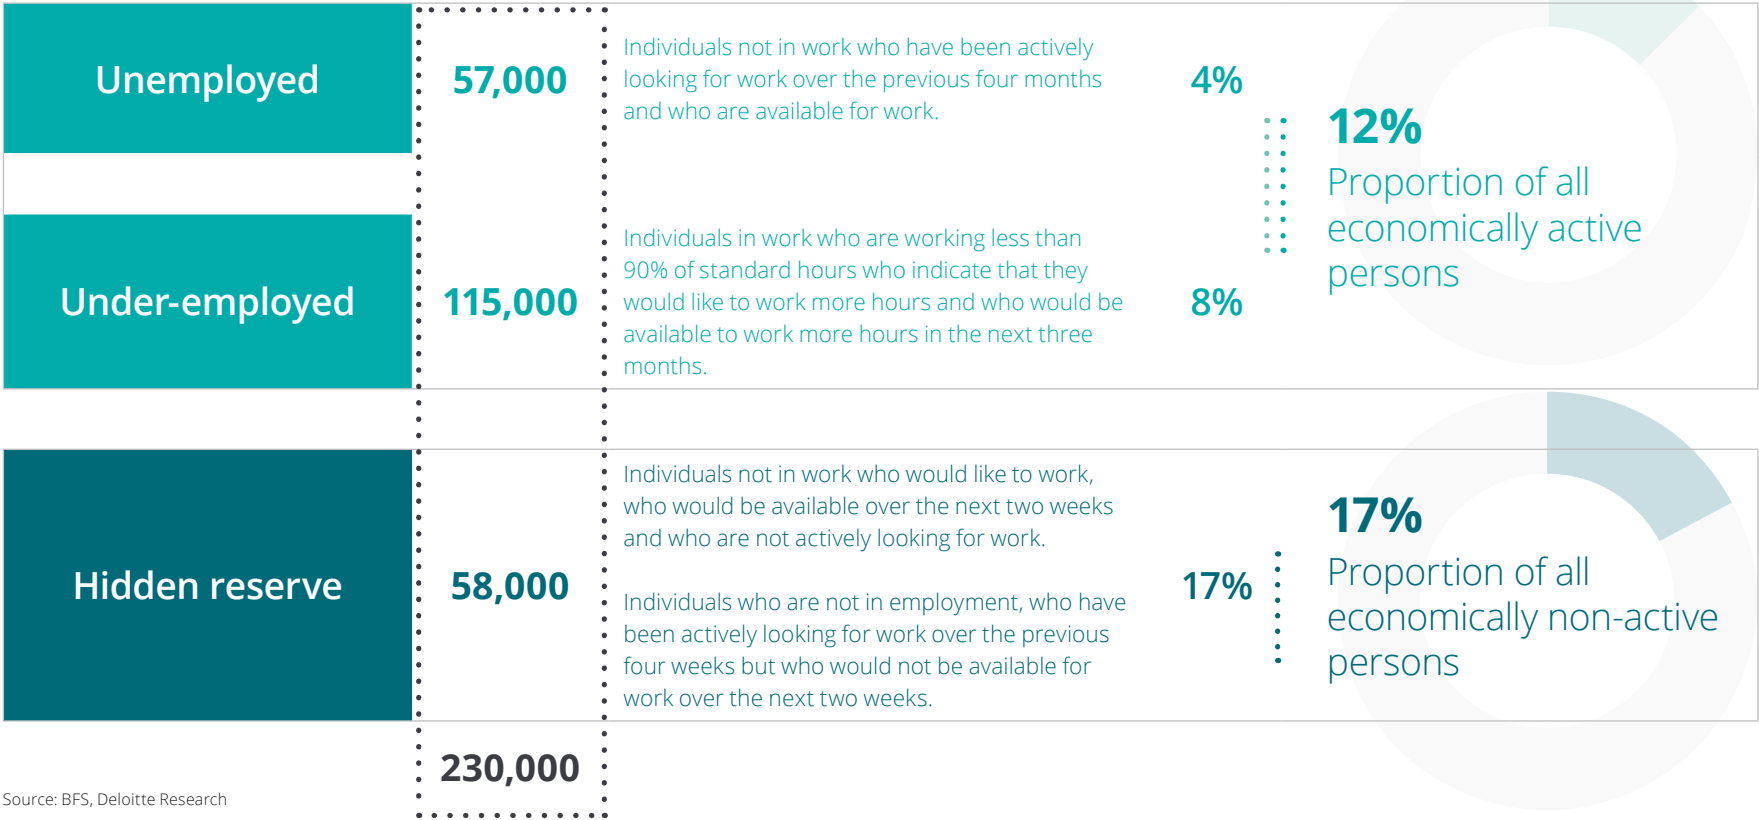 Unemployed
57,000
Individuals not in work who have been actively
looking for work over the previous four months
and who are available for work.
4%
12%
Proportion of all
economically active
persons
Under-employed
115,000
Individuals in work who are working less than
90% of standard hours who indicate that they
would like to work more hours and who would be
available to work more hours in the next three
months.
8%
Hidden reserve
58,000
Individuals not in work who would like to work,
who would be available over the next two weeks
and who are not actively looking for work.
Individuals who are not in employment, who have
been actively looking for work over the previous
four weeks but who would not be available for
work over the next two weeks.
17%
17%
Proportion of all
economically non-active
persons
230,000
Source: BFS, Deloitte Research